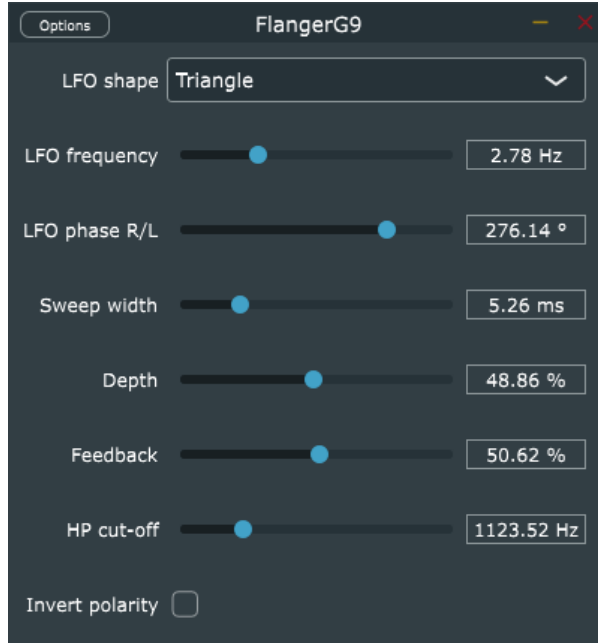 Options FlangerG9
LFO shape Triangle
LFO frequency 2.78 Hz
LFO phase R/L 276.14 º
Sweep width 5.26 ms
Depth 48.86 %
Feedback 50.62 %
HP cut-off 1123.52 Hz
Invert polarity